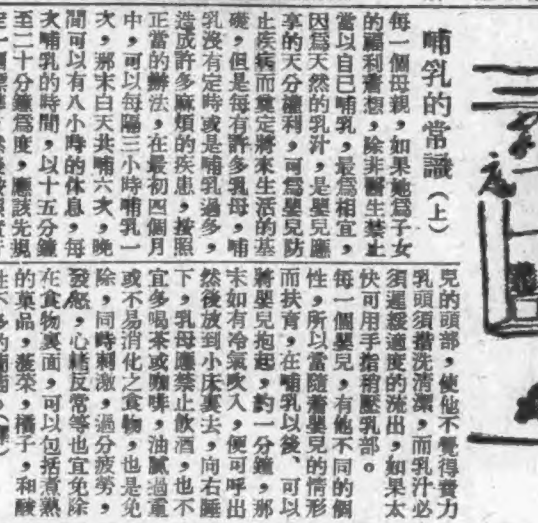 哺乳的常識（上）
每一個母親，如果她爲子女
的福利着想，除非醫生禁止
當以自己哺乳，最爲相宜，
因爲天然的乳汁，是嬰兒應
享的天分權利，可爲嬰兒防
止疾病而奠定將來生活的基
礎，但是每有許多乳母，哺
乳沒有定時或是哺乳過多，
造成許多麻煩的疾患，按照
正當的辦法，在最初四個月
中，可以每隔三小時哺乳一
次，那末白天共哺六次，晚
間可以有八小時的休息，每
次哺乳的時間，以十五分鐘
至二十分鐘爲度，應該先規
兒的頭部，使他不覺得費力
乳頭須揩洗清潔，而乳汁必
須遲緩適度的流出，如果太
快可用手指稍壓乳部。
每一個嬰兒，有他不同的個
性，所以當隨着嬰兒的情形
而扶育，在哺乳以後、可以
將嬰兒抱起，約一分鐘，那
末如有冷氣吹入，便可呼出
然後放到小床裏去，向右睡
下，乳母應禁止飲酒，也不
宜多喝茶或咖啡，油膩過重
或不易消化之食物，也是免
除，同時刺激，過分疲勞，
發怒，心緒反常等也宜免除
在食物裏面，可以包括煮熟
的菓品，菠菜，橘子，和酸